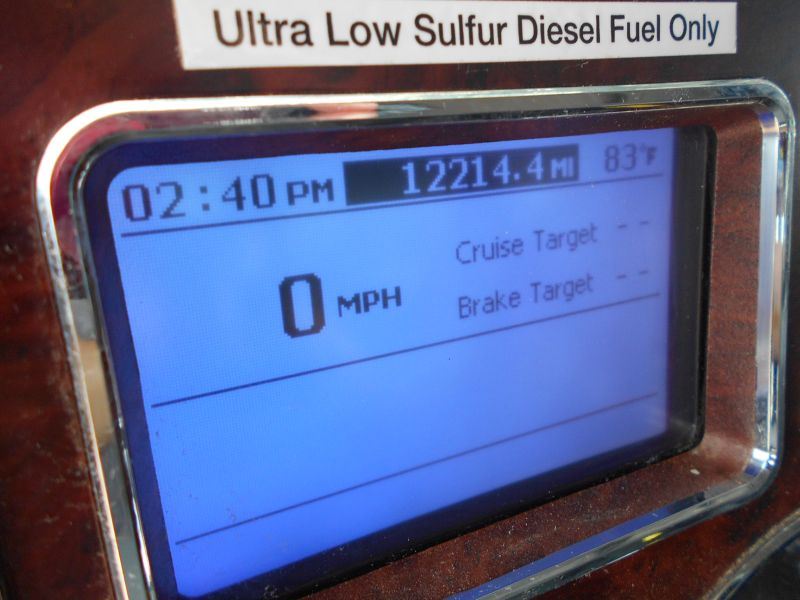 Ultra Low Sulfur Diesel Fuel Only
02:40 PM 12214.4 MI 83°F
Cruise Target --
0 MPH
Brake Target --